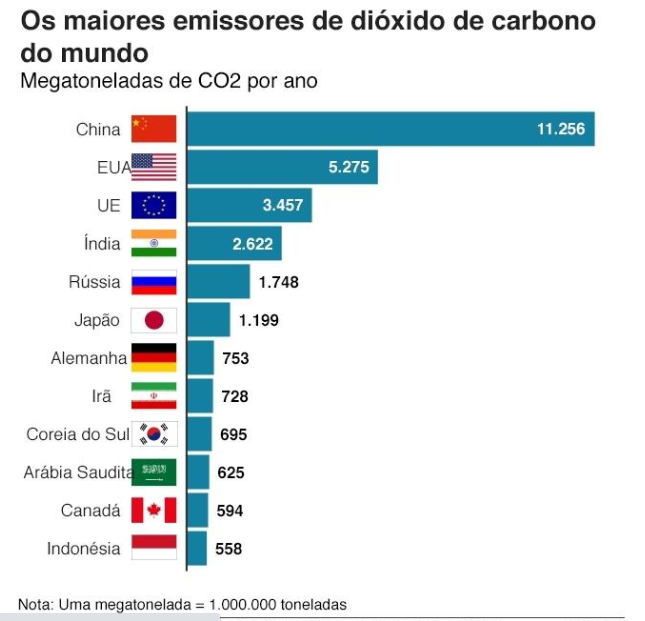 Os maiores emissores de dióxido de carbono
do mundo
Megatoneladas de CO2 por ano
China 11.256
EUA 5.275
UE 3.457
Índia 2.622
Rússia 1.748
Japão 1.199
Alemanha 753
Irã 728
Coreia do Sul 695
Arábia Saudita 625
Canadá 594
Indonésia 558
Nota: Uma megatonelada = 1.000.000 toneladas